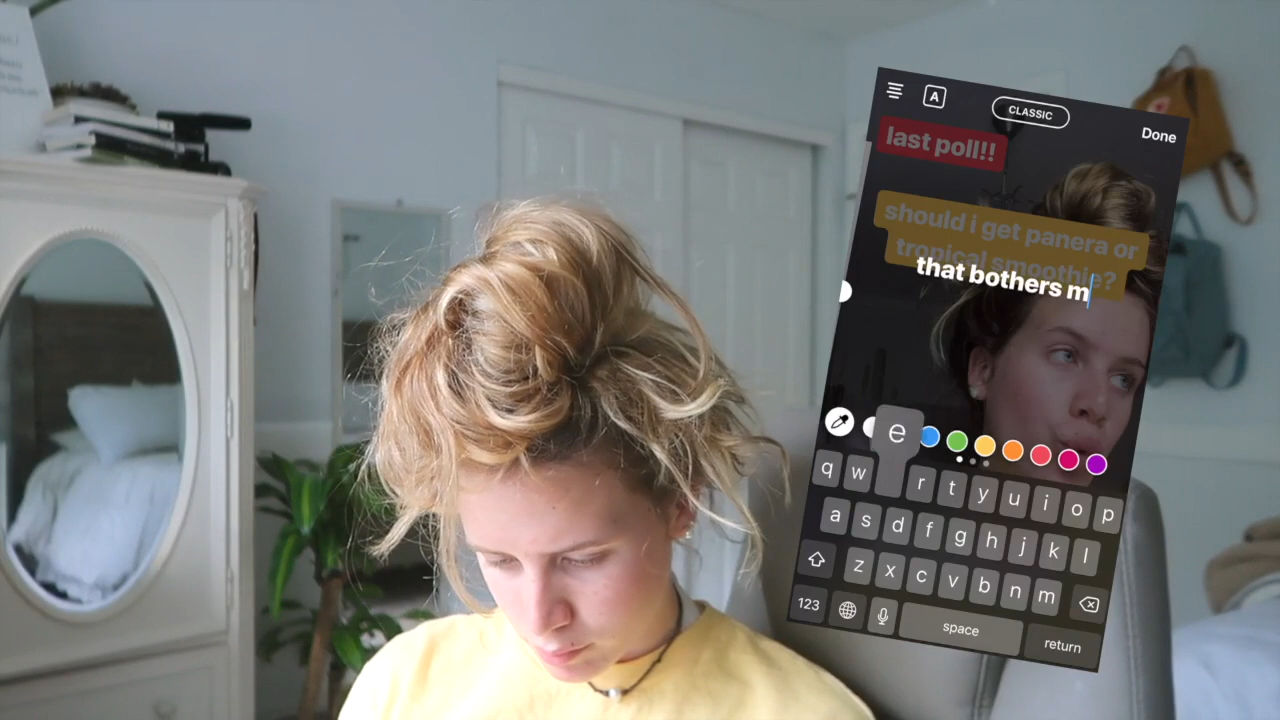 A
CLASSIC
Done
last poll!!
should i get panera or
tropical smoothie?
that bothers m
e
q w r t y u i o p
a s d f g h j k l
z x c v b n m
123 space return